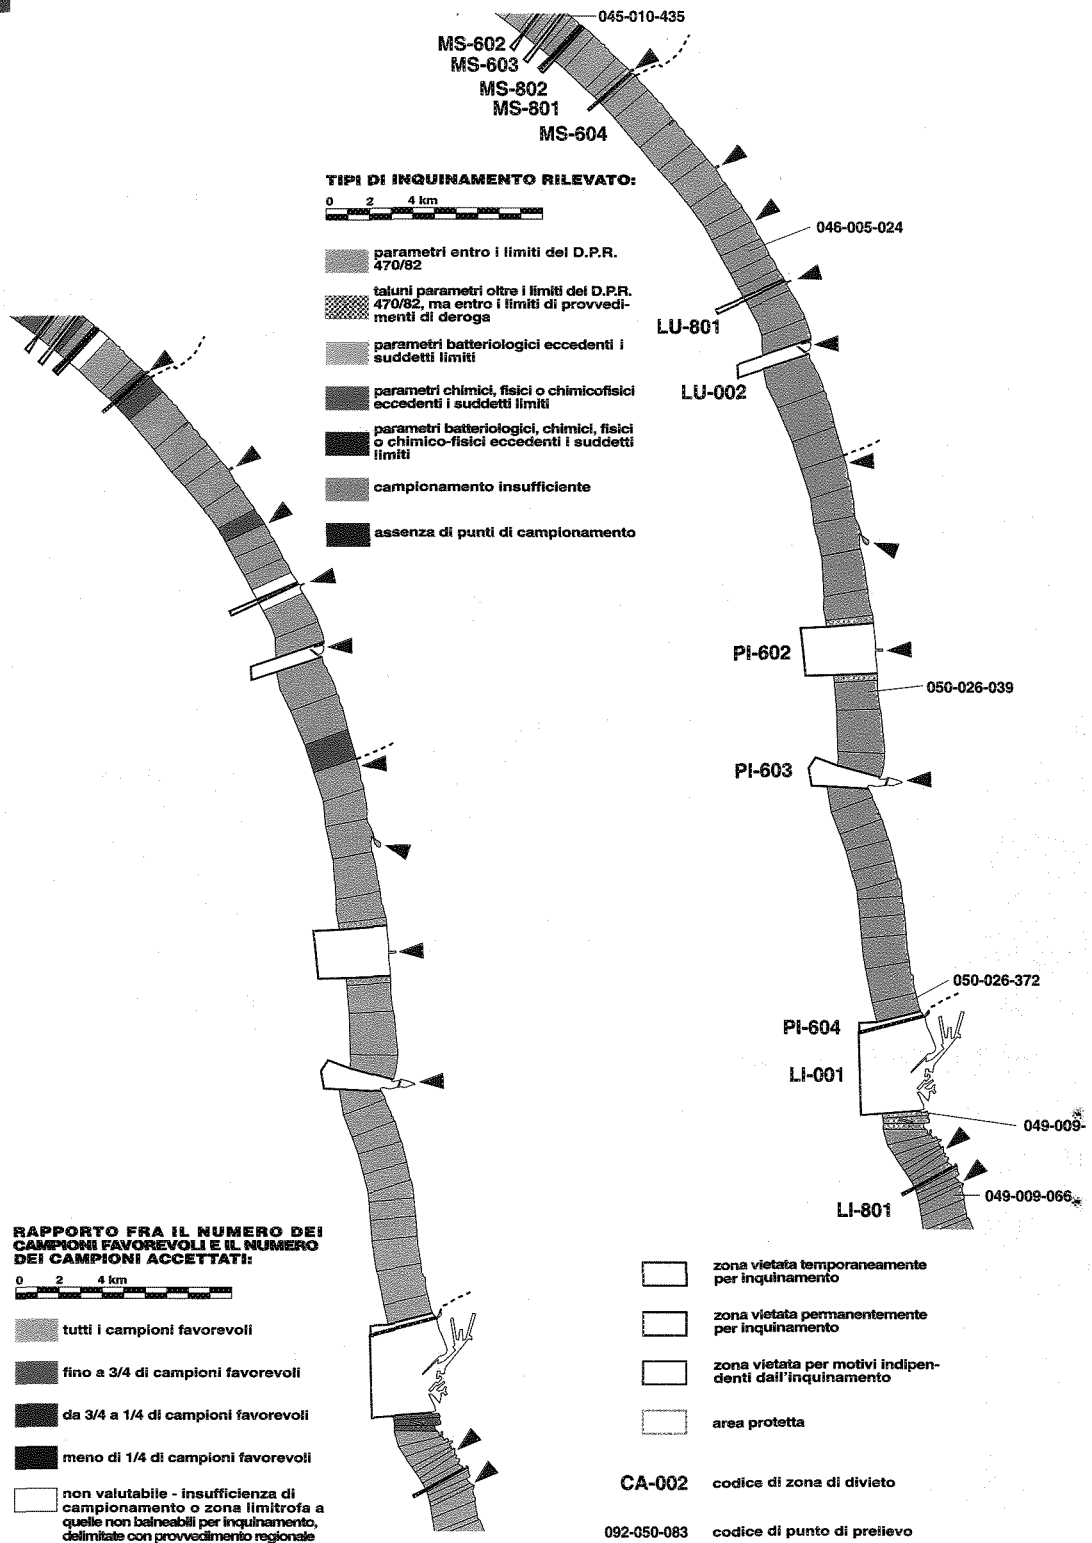 045-010-435
MS-602
MS-603
MS-802
MS-801
MS-604
TIPI DI INQUINAMENTO RILEVATO:
0 2 4 km
parametri entro i limiti del D.P.R.
470/82
taluni parametri oltre i limiti del D.P.R.
470/82, ma entro i limiti di provvedi-
menti di deroga
parametri batteriologici eccedenti i
suddetti limiti
parametri chimici, fisici o chimicofisici
eccedenti i suddetti limiti
parametri batteriologici, chimici, fisici
o chimico-fisici eccedenti i suddetti
limiti
campionamento insufficiente
assenza di punti di campionamento
046-005-024
LU-801
LU-002
PI-602
050-026-039
PI-603
050-026-372
PI-604
LI-001
049-009-
049-009-066
LI-801
RAPPORTO FRA IL NUMERO DEI
CAMPIONI FAVOREVOLI E IL NUMERO
DEI CAMPIONI ACCETTATI:
0 2 4 km
tutti i campioni favorevoli
fino a 3/4 di campioni favorevoli
da 3/4 a 1/4 di campioni favorevoli
meno di 1/4 di campioni favorevoli
non valutabile - insufficienza di
campionamento o zona limitrofa a
quelle non balneabili per inquinamento,
delimitate con provvedimento regionale
zona vietata temporaneamente
per inquinamento
zona vietata permanentemente
per inquinamento
zona vietata per motivi indipen-
denti dall'inquinamento
area protetta
CA-002 codice di zona di divieto
092-050-083 codice di punto di prelievo